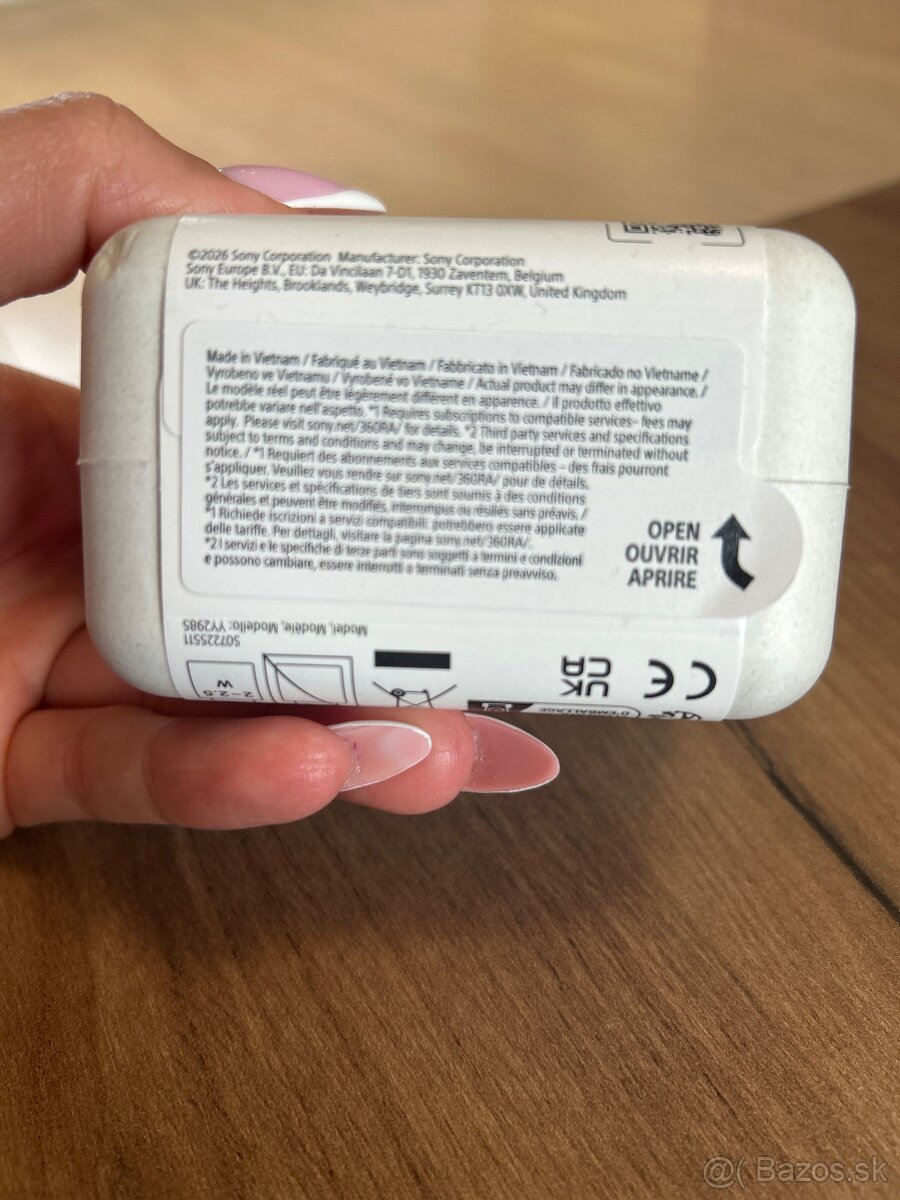 ©2026 Sony Corporation Manufacturer: Sony Corporation
Sony Europe B.V., EU: Da Vincilaan 7-D1, 1930 Zaventem, Belgium
UK: The Heights, Brooklands, Weybridge, Surrey KT13 0XW, United Kingdom
Made in Vietnam / Fabriqué au Vietnam / Fabbricato in Vietnam / Fabricado no Vietname /
Vyrobeno ve Vietnamu / Vyrobené vo Vietname / Actual product may differ in appearance. /
Le modèle réel peut être légèrement différent en apparence. / Il prodotto effettivo
potrebbe variare nell'aspetto. *1 Requires subscriptions to compatible services- fees may
apply. Please visit sony.net/360RA/ for details. *2 Third party services and specifications
subject to terms and conditions and may change, be interrupted or terminated without
notice. / *1 Requiert des abonnements aux services compatibles – des frais pourront
s'appliquer. Veuillez vous rendre sur sony.net/360RA/ pour de détails.
*2 Les services et spécifications de tiers sont soumis à des conditions
générales et peuvent être modifiés, interrompus ou résiliés sans préavis. /
*1 Richiede iscrizioni a servizi compatibili: potrebbero essere applicate
delle tariffe. Per dettagli, visitare la pagina sony.net/360RA/.
*2 I servizi e le specifiche di terze parti sono soggetti a termini e condizioni
e possono cambiare, essere interrotti o terminati senza preavviso.
OPEN
OUVRIR
APRIRE
Model, Modèle, Modello: YY2985
507225511
2–2.5
W
UK
CA
CE
D'EMBALLAGE
@( Bazos.sk